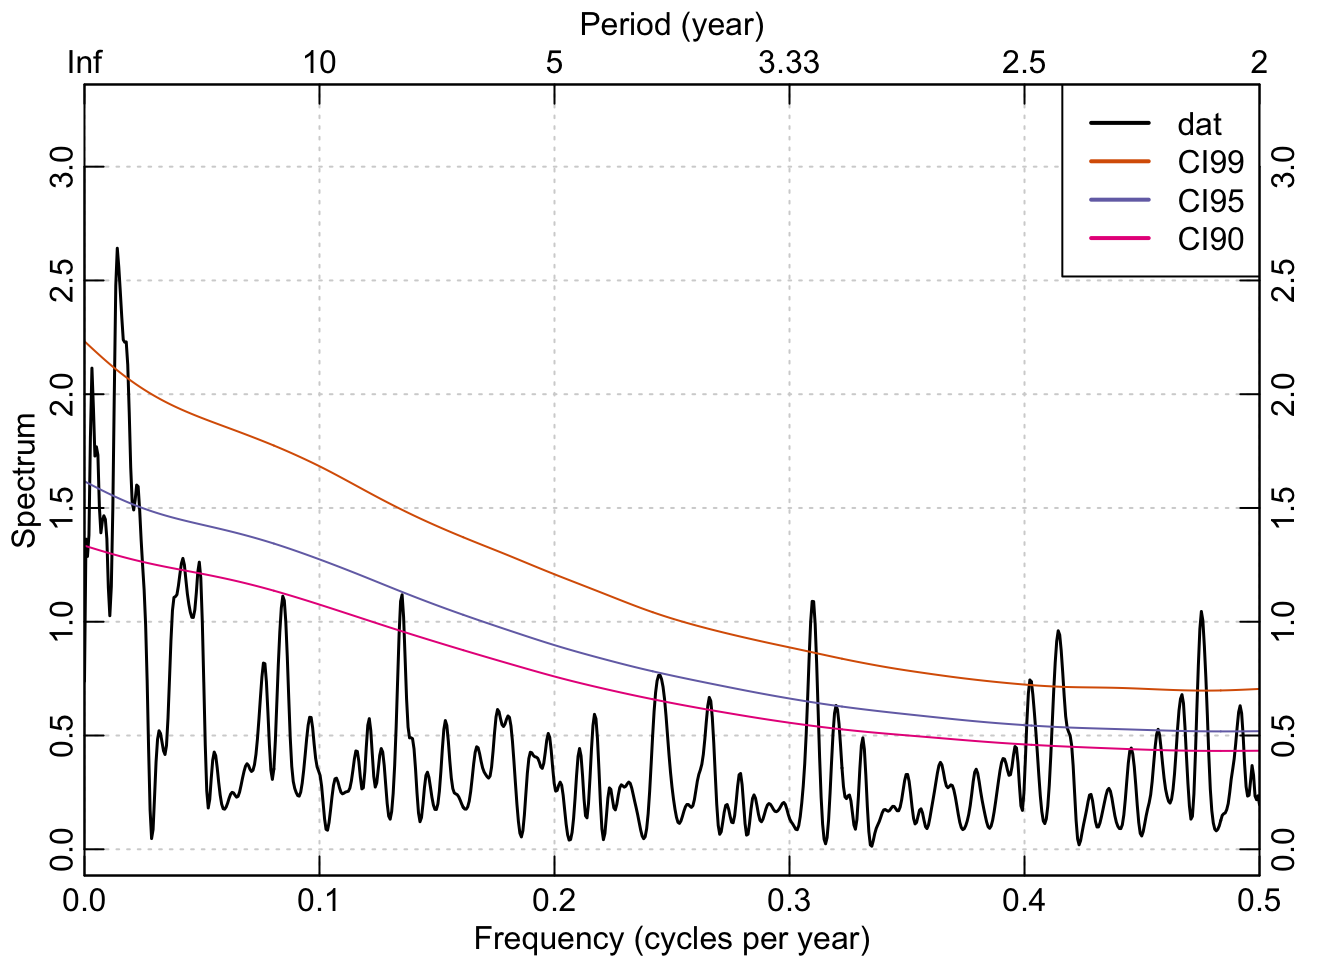 Period (year)
Inf 10 5 3.33 2.5 2
dat
CI99
CI95
CI90
Spectrum
3.0 3.0
2.5 2.5
2.0 2.0
1.5 1.5
1.0 1.0
0.5 0.5
0.0 0.0
0.0 0.1 0.2 0.3 0.4 0.5
Frequency (cycles per year)